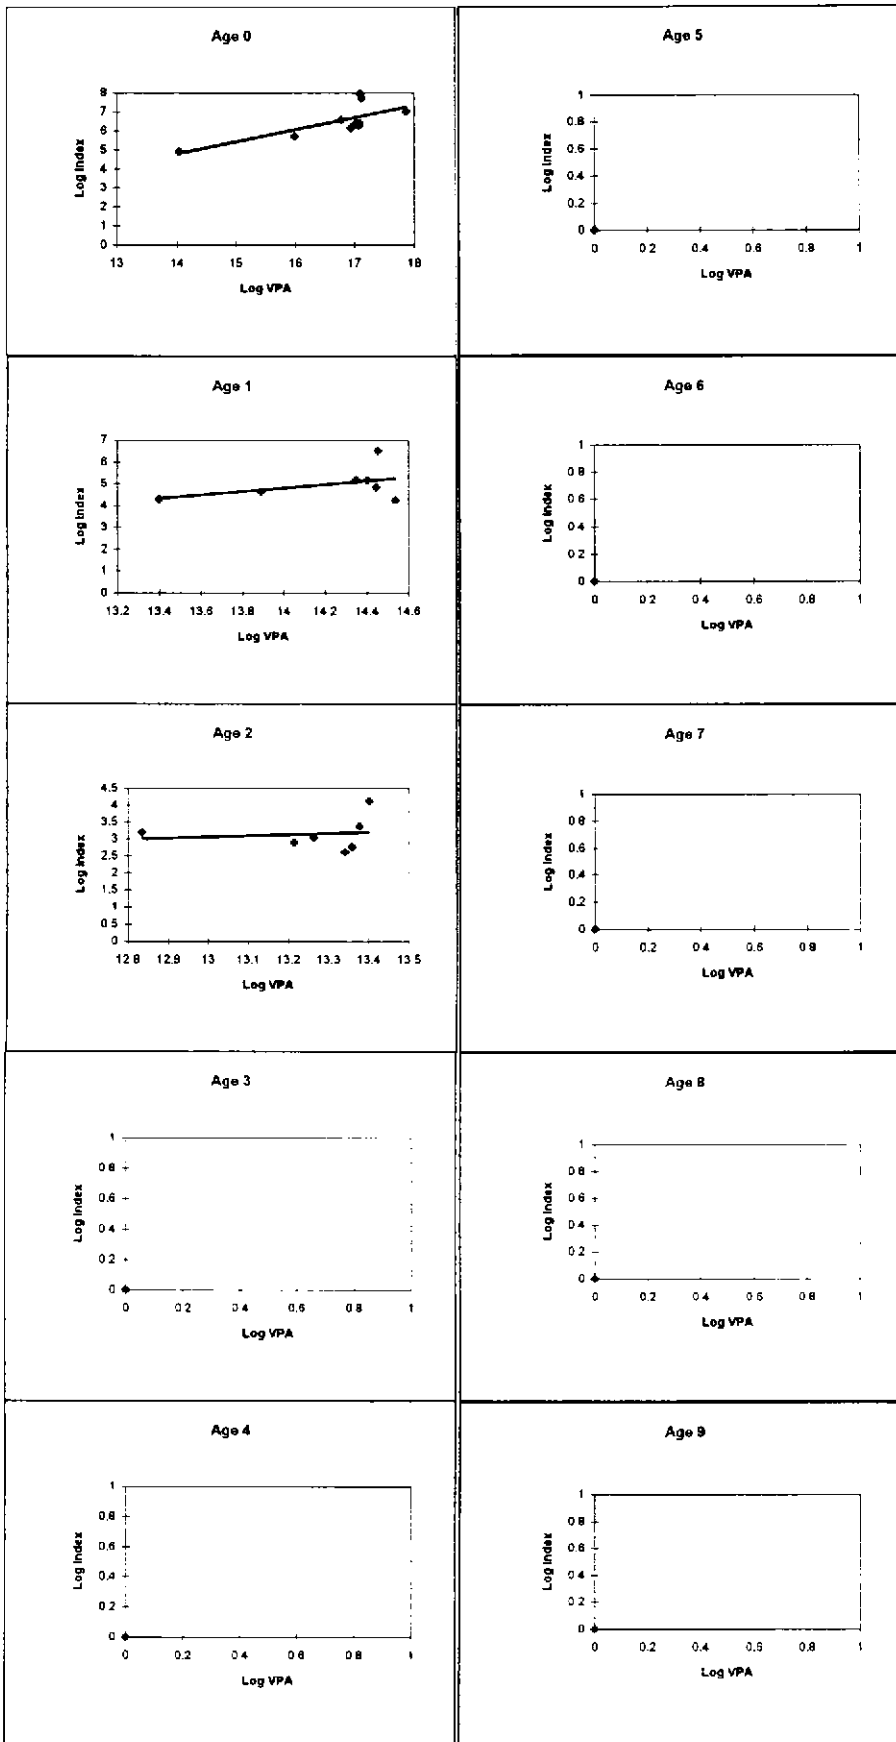 Age 0
Log Index
8
7
6
5
4
3
2
1
0
13 14 15 16 17 18
Log VPA
Age 5
Log Index
1
0.8
0.6
0.4
0.2
0
0 0.2 0.4 0.6 0.8 1
Log VPA
Age 1
Log Index
7
6
5
4
3
2
1
0
13.2 13.4 13.6 13.8 14 14.2 14.4 14.6
Log VPA
Age 6
Log Index
1
0.8
0.6
0.4
0.2
0
0 0.2 0.4 0.6 0.8 1
Log VPA
Age 2
Log Index
4.5
4
3.5
3
2.5
2
1.5
1
0.5
0
12.8 12.9 13 13.1 13.2 13.3 13.4 13.5
Log VPA
Age 7
Log Index
1
0.8
0.6
0.4
0.2
0
0 0.2 0.4 0.6 0.8 1
Log VPA
Age 3
Log Index
1
0.8
0.6
0.4
0.2
0
0 0.2 0.4 0.6 0.8 1
Log VPA
Age 8
Log Index
1
0.8
0.6
0.4
0.2
0
0 0.2 0.4 0.6 0.8 1
Log VPA
Age 4
Log Index
1
0.8
0.6
0.4
0.2
0
0 0.2 0.4 0.6 0.8 1
Log VPA
Age 9
Log Index
1
0.8
0.6
0.4
0.2
0
0 0.2 0.4 0.6 0.8 1
Log VPA